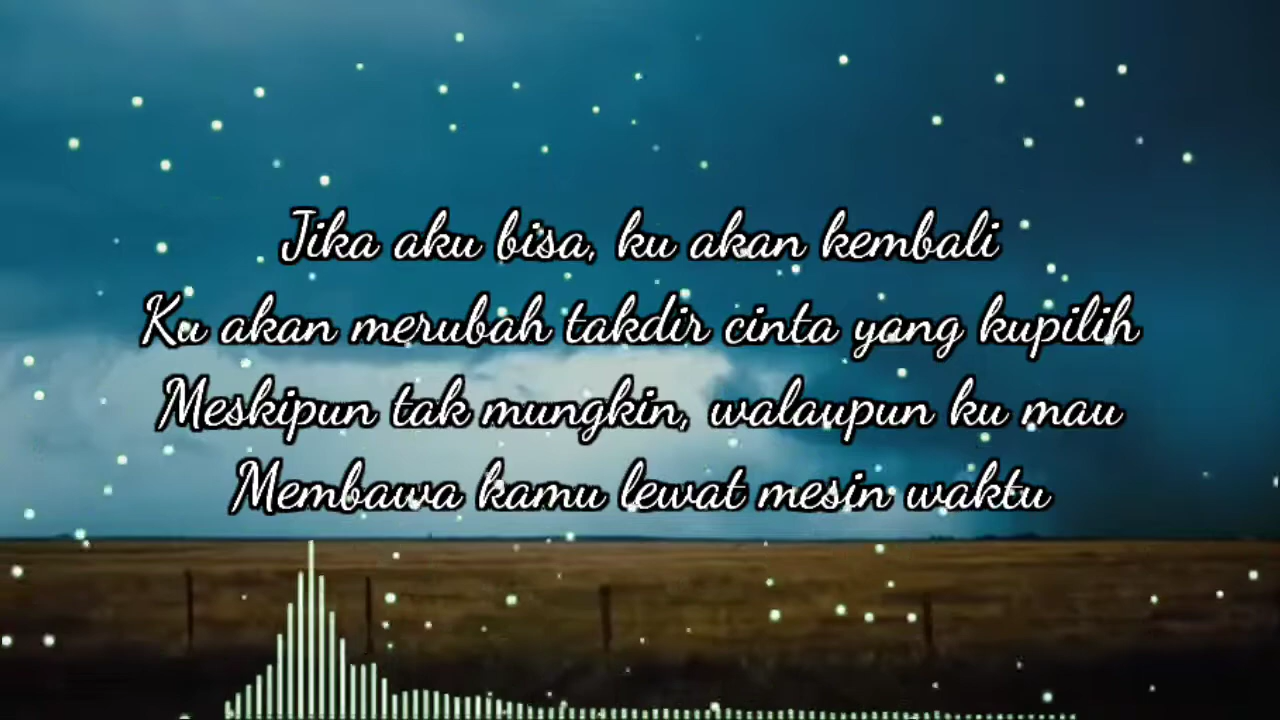 Jika aku bisa, ku akan kembali
Ku akan merubah takdir cinta yang kupilih
Meskipun tak mungkin, walaupun ku mau
Membawa kamu lewat mesin waktu